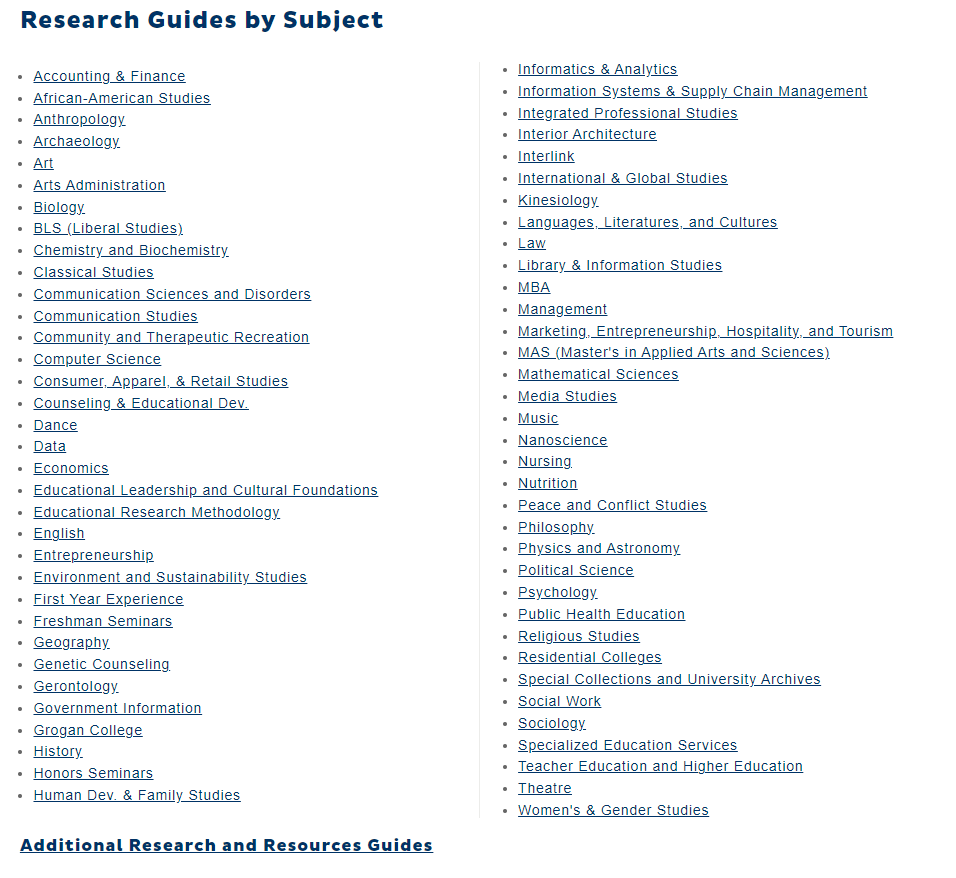 Research Guides by Subject
Accounting & Finance
African-American Studies
Anthropology
Archaeology
Art
Arts Administration
Biology
BLS (Liberal Studies)
Chemistry and Biochemistry
Classical Studies
Communication Sciences and Disorders
Communication Studies
Community and Therapeutic Recreation
Computer Science
Consumer, Apparel, & Retail Studies
Counseling & Educational Dev.
Dance
Data
Economics
Educational Leadership and Cultural Foundations
Educational Research Methodology
English
Entrepreneurship
Environment and Sustainability Studies
First Year Experience
Freshman Seminars
Geography
Genetic Counseling
Gerontology
Government Information
Grogan College
History
Honors Seminars
Human Dev. & Family Studies
Informatics & Analytics
Information Systems & Supply Chain Management
Integrated Professional Studies
Interior Architecture
Interlink
International & Global Studies
Kinesiology
Languages, Literatures, and Cultures
Law
Library & Information Studies
MBA
Management
Marketing, Entrepreneurship, Hospitality, and Tourism
MAS (Master's in Applied Arts and Sciences)
Mathematical Sciences
Media Studies
Music
Nanoscience
Nursing
Nutrition
Peace and Conflict Studies
Philosophy
Physics and Astronomy
Political Science
Psychology
Public Health Education
Religious Studies
Residential Colleges
Special Collections and University Archives
Social Work
Sociology
Specialized Education Services
Teacher Education and Higher Education
Theatre
Women's & Gender Studies
Additional Research and Resources Guides